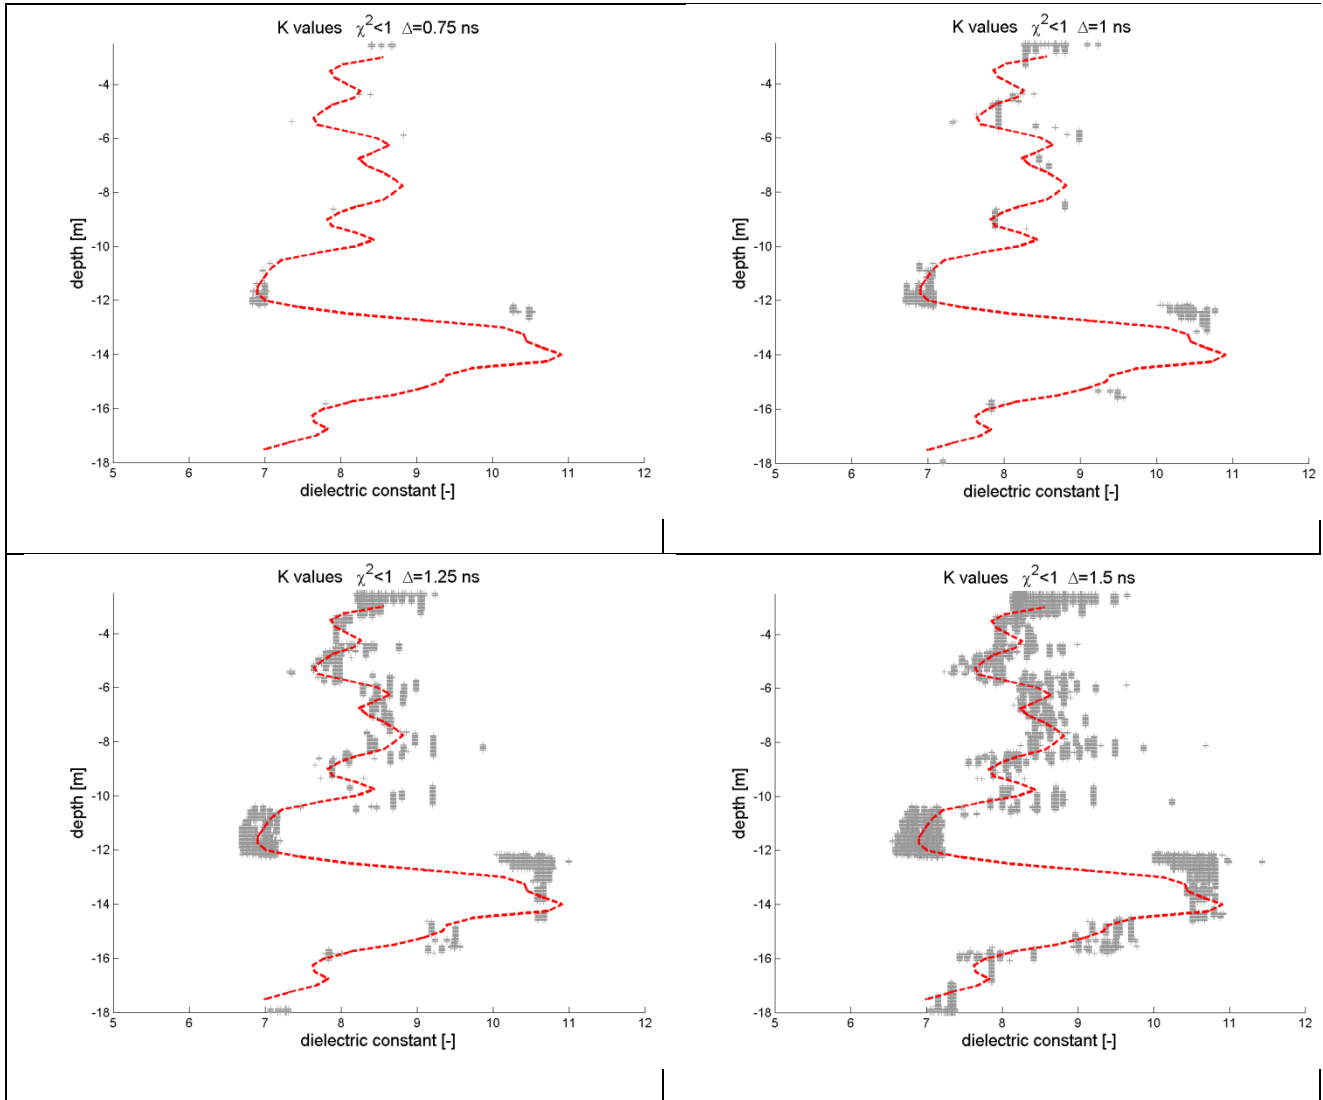 K values χ²<1 Δ=0.75 ns
depth [m]
-4
-6
-8
-10
-12
-14
-16
-18
5 6 7 8 9 10 11 12
dielectric constant [-]
K values χ²<1 Δ=1 ns
depth [m]
-4
-6
-8
-10
-12
-14
-16
-18
5 6 7 8 9 10 11 12
dielectric constant [-]
K values χ²<1 Δ=1.25 ns
depth [m]
-4
-6
-8
-10
-12
-14
-16
-18
5 6 7 8 9 10 11 12
dielectric constant [-]
K values χ²<1 Δ=1.5 ns
depth [m]
-4
-6
-8
-10
-12
-14
-16
-18
5 6 7 8 9 10 11 12
dielectric constant [-]